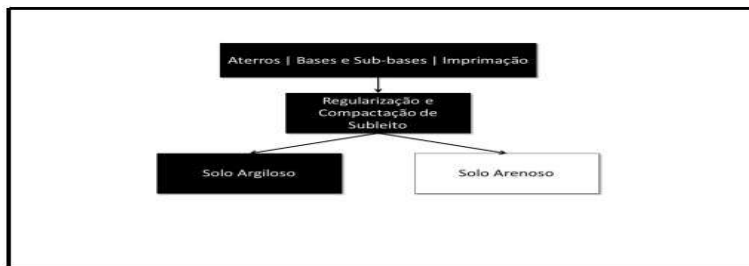 Aterros | Bases e Sub-bases | Imprimação
Regularização e
Compactação de
Subleito
Solo Argiloso
Solo Arenoso